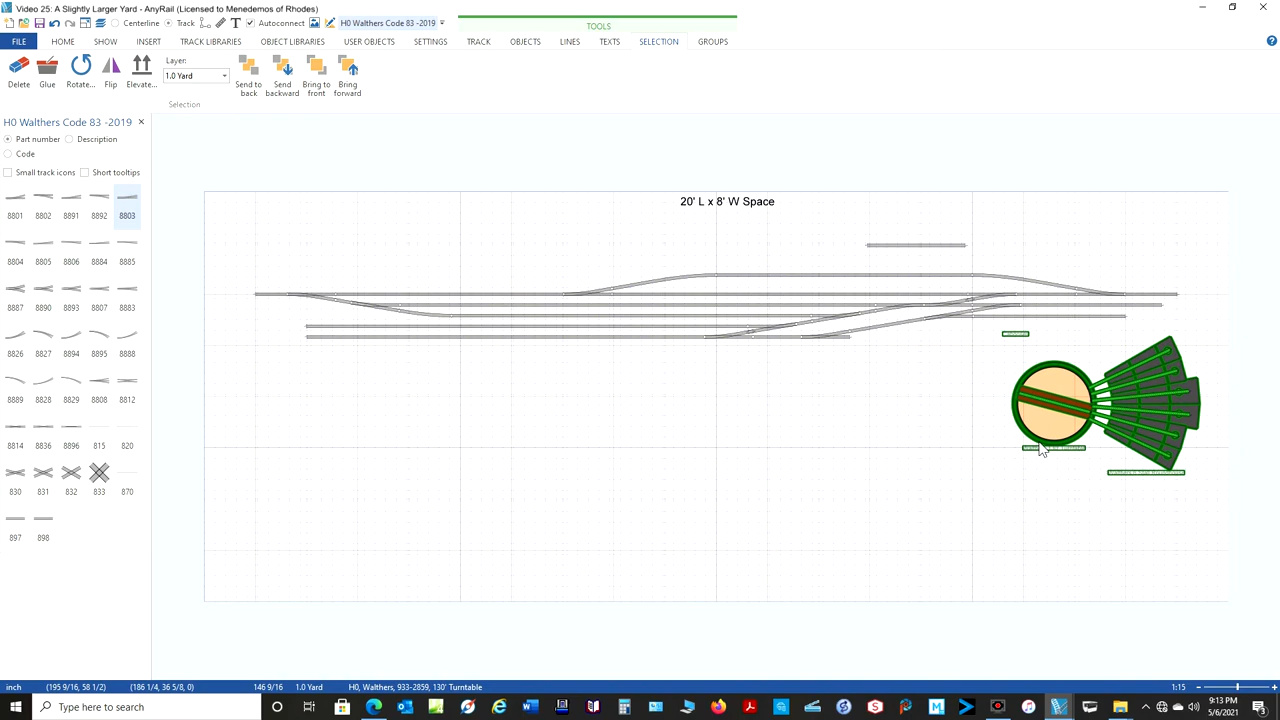 Video 25: A Slightly Larger Yard - AnyRail (Licensed to Menedemos of Rhodes)
Centerline Track Autoconnect H0 Walthers Code 83 -2019 TOOLS
FILE HOME SHOW INSERT TRACK LIBRARIES OBJECT LIBRARIES USER OBJECTS SETTINGS TRACK OBJECTS LINES TEXTS SELECTION GROUPS
Layer:
1.0 Yard
Delete Glue Rotate... Flip Elevate... Send to back Send backward Bring to front Bring forward
Selection
H0 Walthers Code 83 -2019
Part number Description
Code
Small track icons Short tooltips
8801 8802 8891 8892 8803
8804 8805 8806 8884 8885
8887 8890 8893 8807 8883
8826 8827 8894 8895 8888
8889 8828 8829 8808 8812
8814 8836 8896 815 820
830 831 832 833 870
897 898
20' L x 8' W Space
inch (195 9/16, 58 1/2) (186 1/4, 36 5/8, 0) 146 9/16 1.0 Yard H0, Walthers, 933-2859, 130' Turntable 1:15
Type here to search
9:13 PM
5/6/2021